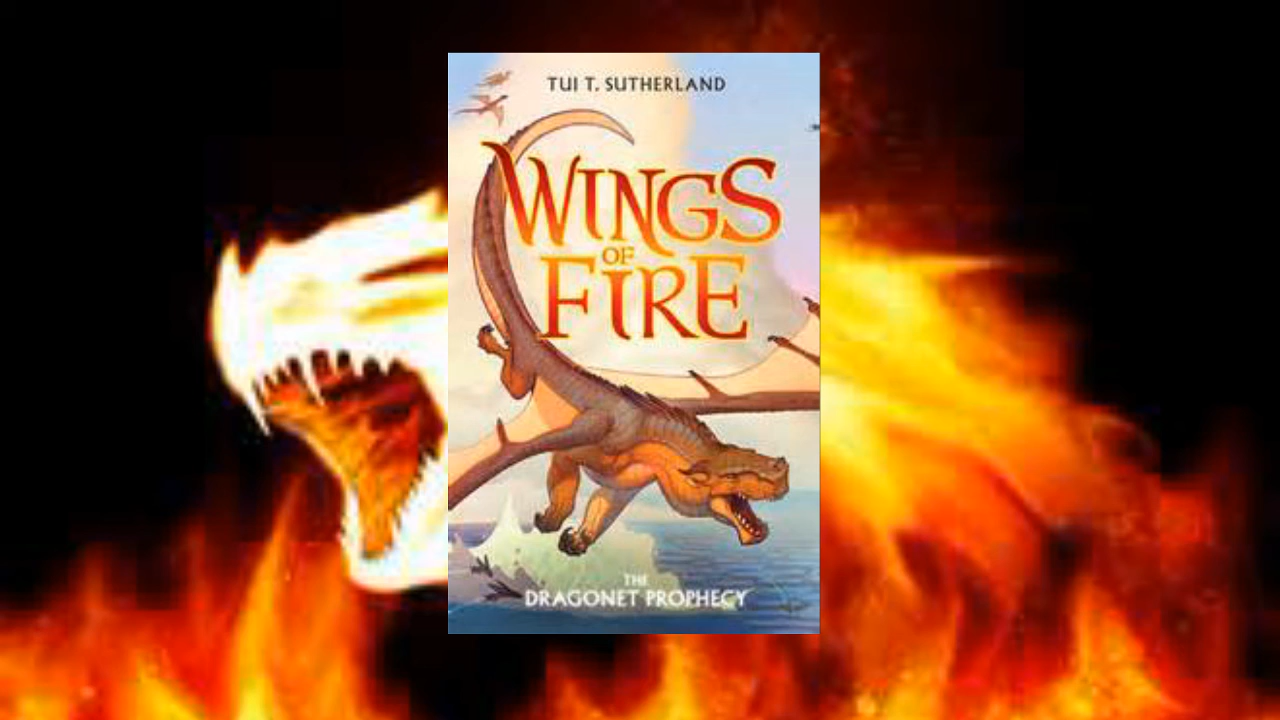 TUI T. SUTHERLAND
WINGS
OF
FIRE
THE
DRAGONET PROPHECY